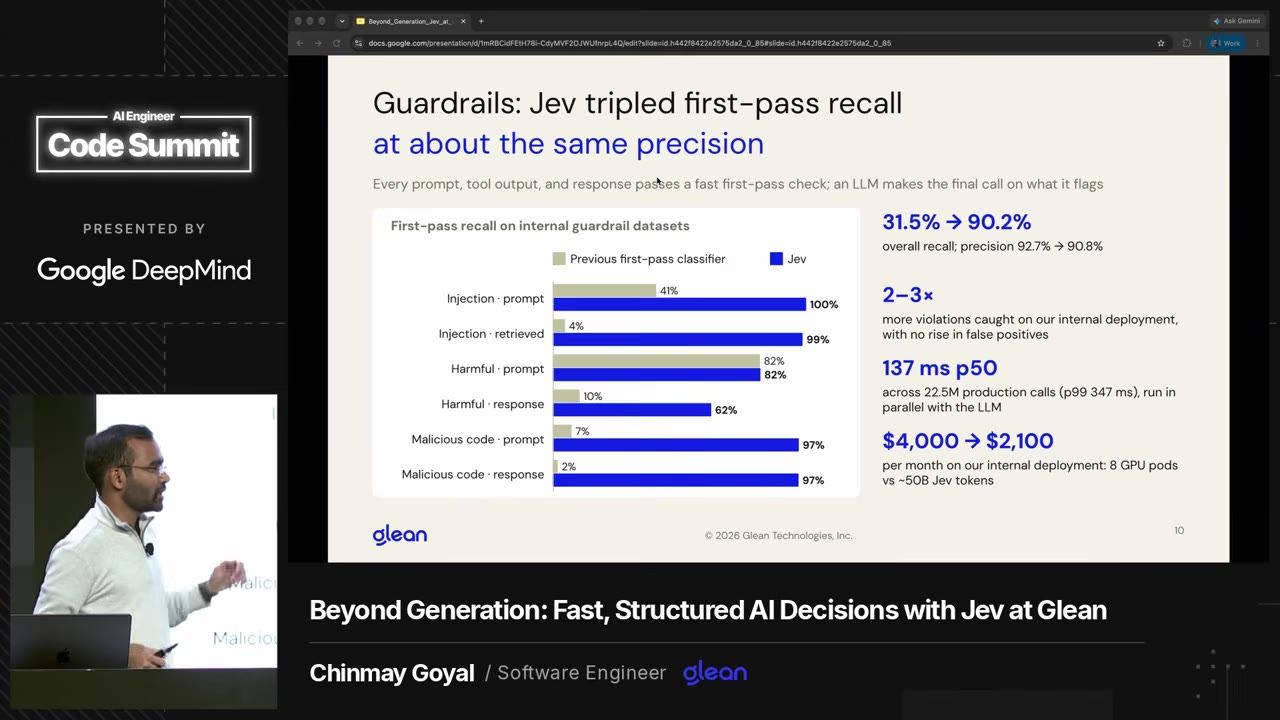 AI Engineer
Code Summit
PRESENTED BY
Google DeepMind
Beyond_Generation_Jev_at_
Ask Gemini
docs.google.com/presentation/d/1mRBCidFEtH78i-CdyMVF2OJWUfnrpL4Q/edit?slide=id.h442f8422e2575da2_0_85#slide=id.h442f8422e2575da2_0_85
Work
Guardrails: Jev tripled first-pass recall
at about the same precision
Every prompt, tool output, and response passes a fast first-pass check; an LLM makes the final call on what it flags
First-pass recall on internal guardrail datasets
Previous first-pass classifier
Jev
Injection · prompt
41%
100%
Injection · retrieved
4%
99%
Harmful · prompt
82%
82%
Harmful · response
10%
62%
Malicious code · prompt
7%
97%
Malicious code · response
2%
97%
31.5% → 90.2%
overall recall; precision 92.7% → 90.8%
2–3×
more violations caught on our internal deployment,
with no rise in false positives
137 ms p50
across 22.5M production calls (p99 347 ms), run in
parallel with the LLM
$4,000 → $2,100
per month on our internal deployment: 8 GPU pods
vs ~50B Jev tokens
glean
© 2026 Glean Technologies, Inc.
10
Malici
Maliciou
Beyond Generation: Fast, Structured AI Decisions with Jev at Glean
Chinmay Goyal / Software Engineer glean